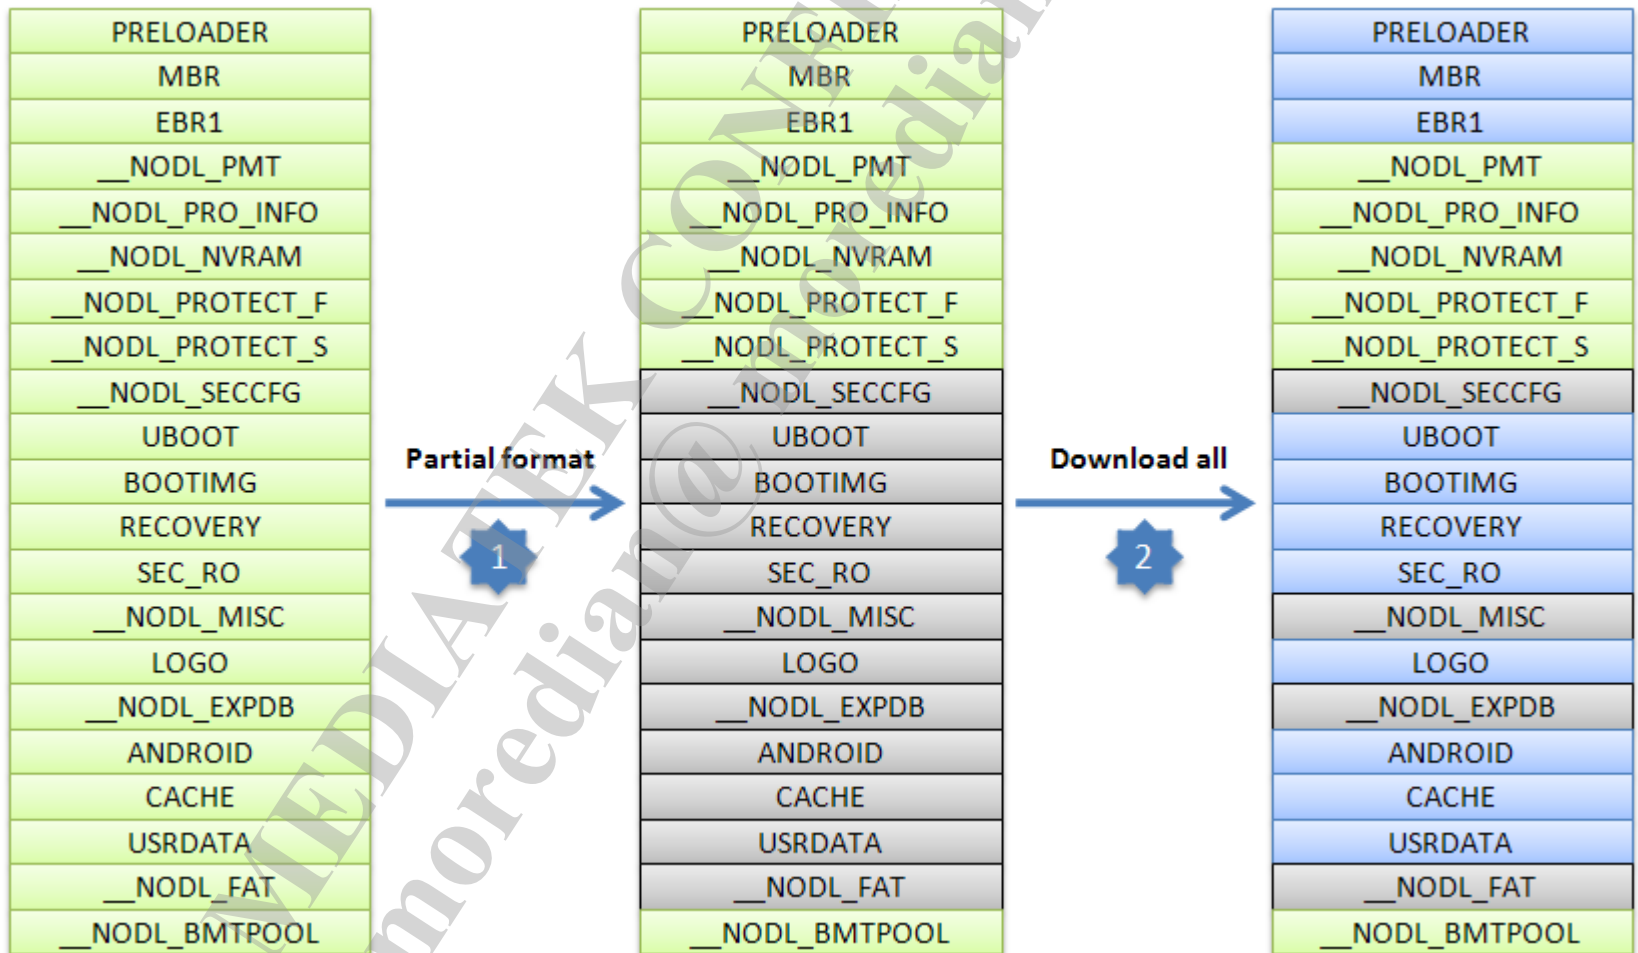 PRELOADER
MBR
EBR1
__NODL_PMT
__NODL_PRO_INFO
__NODL_NVRAM
__NODL_PROTECT_F
__NODL_PROTECT_S
__NODL_SECCFG
UBOOT
BOOTIMG
RECOVERY
SEC_RO
__NODL_MISC
LOGO
__NODL_EXPDB
ANDROID
CACHE
USRDATA
__NODL_FAT
__NODL_BMTPOOL
Partial format
1
PRELOADER
MBR
EBR1
__NODL_PMT
__NODL_PRO_INFO
__NODL_NVRAM
__NODL_PROTECT_F
__NODL_PROTECT_S
__NODL_SECCFG
UBOOT
BOOTIMG
RECOVERY
SEC_RO
__NODL_MISC
LOGO
__NODL_EXPDB
ANDROID
CACHE
USRDATA
__NODL_FAT
__NODL_BMTPOOL
Download all
2
PRELOADER
MBR
EBR1
__NODL_PMT
__NODL_PRO_INFO
__NODL_NVRAM
__NODL_PROTECT_F
__NODL_PROTECT_S
__NODL_SECCFG
UBOOT
BOOTIMG
RECOVERY
SEC_RO
__NODL_MISC
LOGO
__NODL_EXPDB
ANDROID
CACHE
USRDATA
__NODL_FAT
__NODL_BMTPOOL
MEDIATEK
moredian@